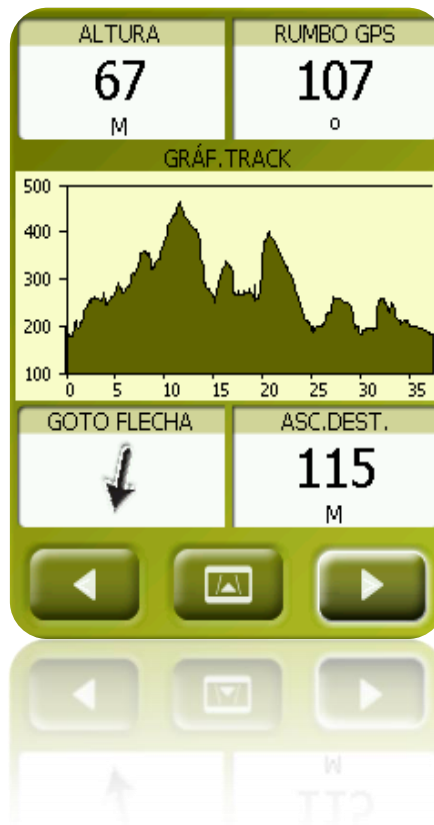 ALTURA
RUMBO GPS
67
107
M
o
GRÁF.TRACK
500
400
300
200
100
0 5 10 15 20 25 30 35
GOTO FLECHA
ASC.DEST.
115
M